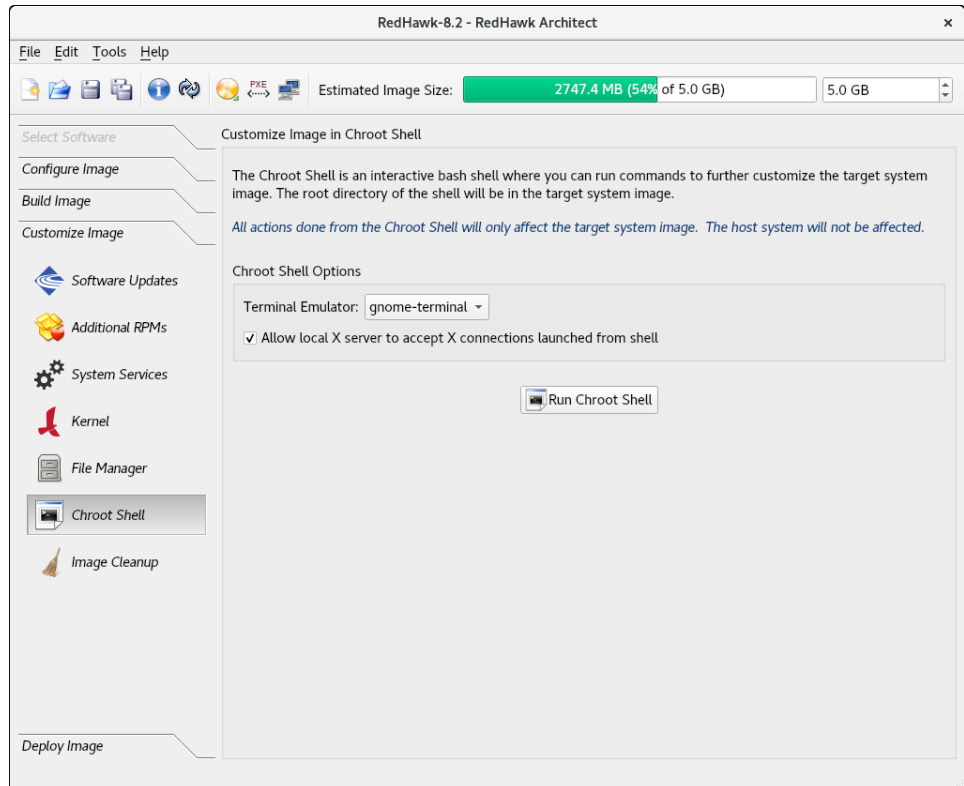 RedHawk-8.2 - RedHawk Architect
File Edit Tools Help
PXE
Estimated Image Size:
2747.4 MB (54% of 5.0 GB)
5.0 GB
Select Software
Configure Image
Build Image
Customize Image
Software Updates
Additional RPMs
System Services
Kernel
File Manager
Chroot Shell
Image Cleanup
Deploy Image
Customize Image in Chroot Shell
The Chroot Shell is an interactive bash shell where you can run commands to further customize the target system
image. The root directory of the shell will be in the target system image.
All actions done from the Chroot Shell will only affect the target system image. The host system will not be affected.
Chroot Shell Options
Terminal Emulator: gnome-terminal
Allow local X server to accept X connections launched from shell
Run Chroot Shell